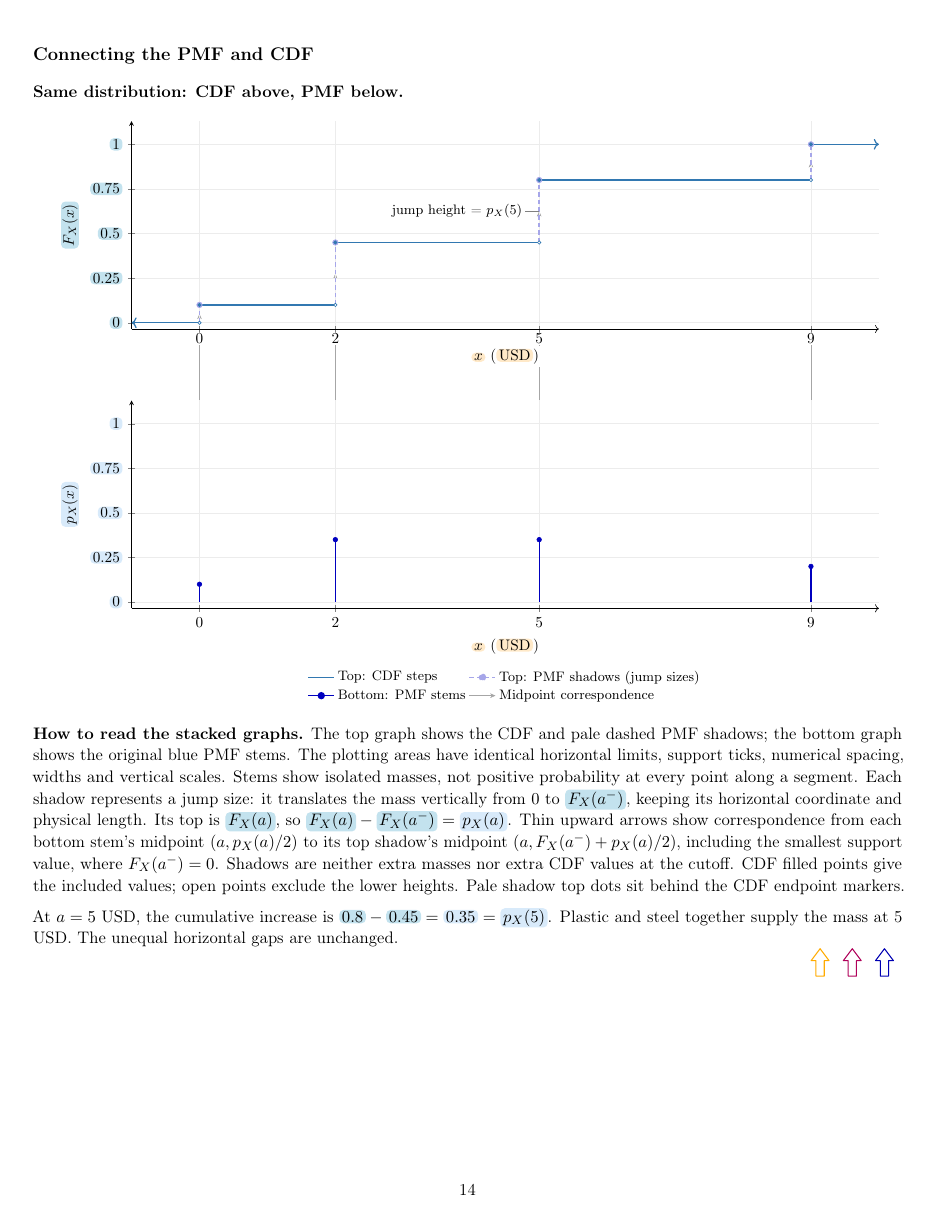 Connecting the PMF and CDF
Same distribution: CDF above, PMF below.
1
0.75
0.5
0.25
0
F_X(x)
jump height = p_X(5)
0 2 5 9
x (USD)
1
0.75
0.5
0.25
0
p_X(x)
0 2 5 9
x (USD)
Top: CDF steps Top: PMF shadows (jump sizes)
Bottom: PMF stems Midpoint correspondence
How to read the stacked graphs. The top graph shows the CDF and pale dashed PMF shadows; the bottom graph
shows the original blue PMF stems. The plotting areas have identical horizontal limits, support ticks, numerical spacing,
widths and vertical scales. Stems show isolated masses, not positive probability at every point along a segment. Each
shadow represents a jump size: it translates the mass vertically from 0 to F_X(a⁻), keeping its horizontal coordinate and
physical length. Its top is F_X(a), so F_X(a) − F_X(a⁻) = p_X(a). Thin upward arrows show correspondence from each
bottom stem's midpoint (a, p_X(a)/2) to its top shadow's midpoint (a, F_X(a⁻) + p_X(a)/2), including the smallest support
value, where F_X(a⁻) = 0. Shadows are neither extra masses nor extra CDF values at the cutoff. CDF filled points give
the included values; open points exclude the lower heights. Pale shadow top dots sit behind the CDF endpoint markers.
At a = 5 USD, the cumulative increase is 0.8 − 0.45 = 0.35 = p_X(5). Plastic and steel together supply the mass at 5
USD. The unequal horizontal gaps are unchanged.
14